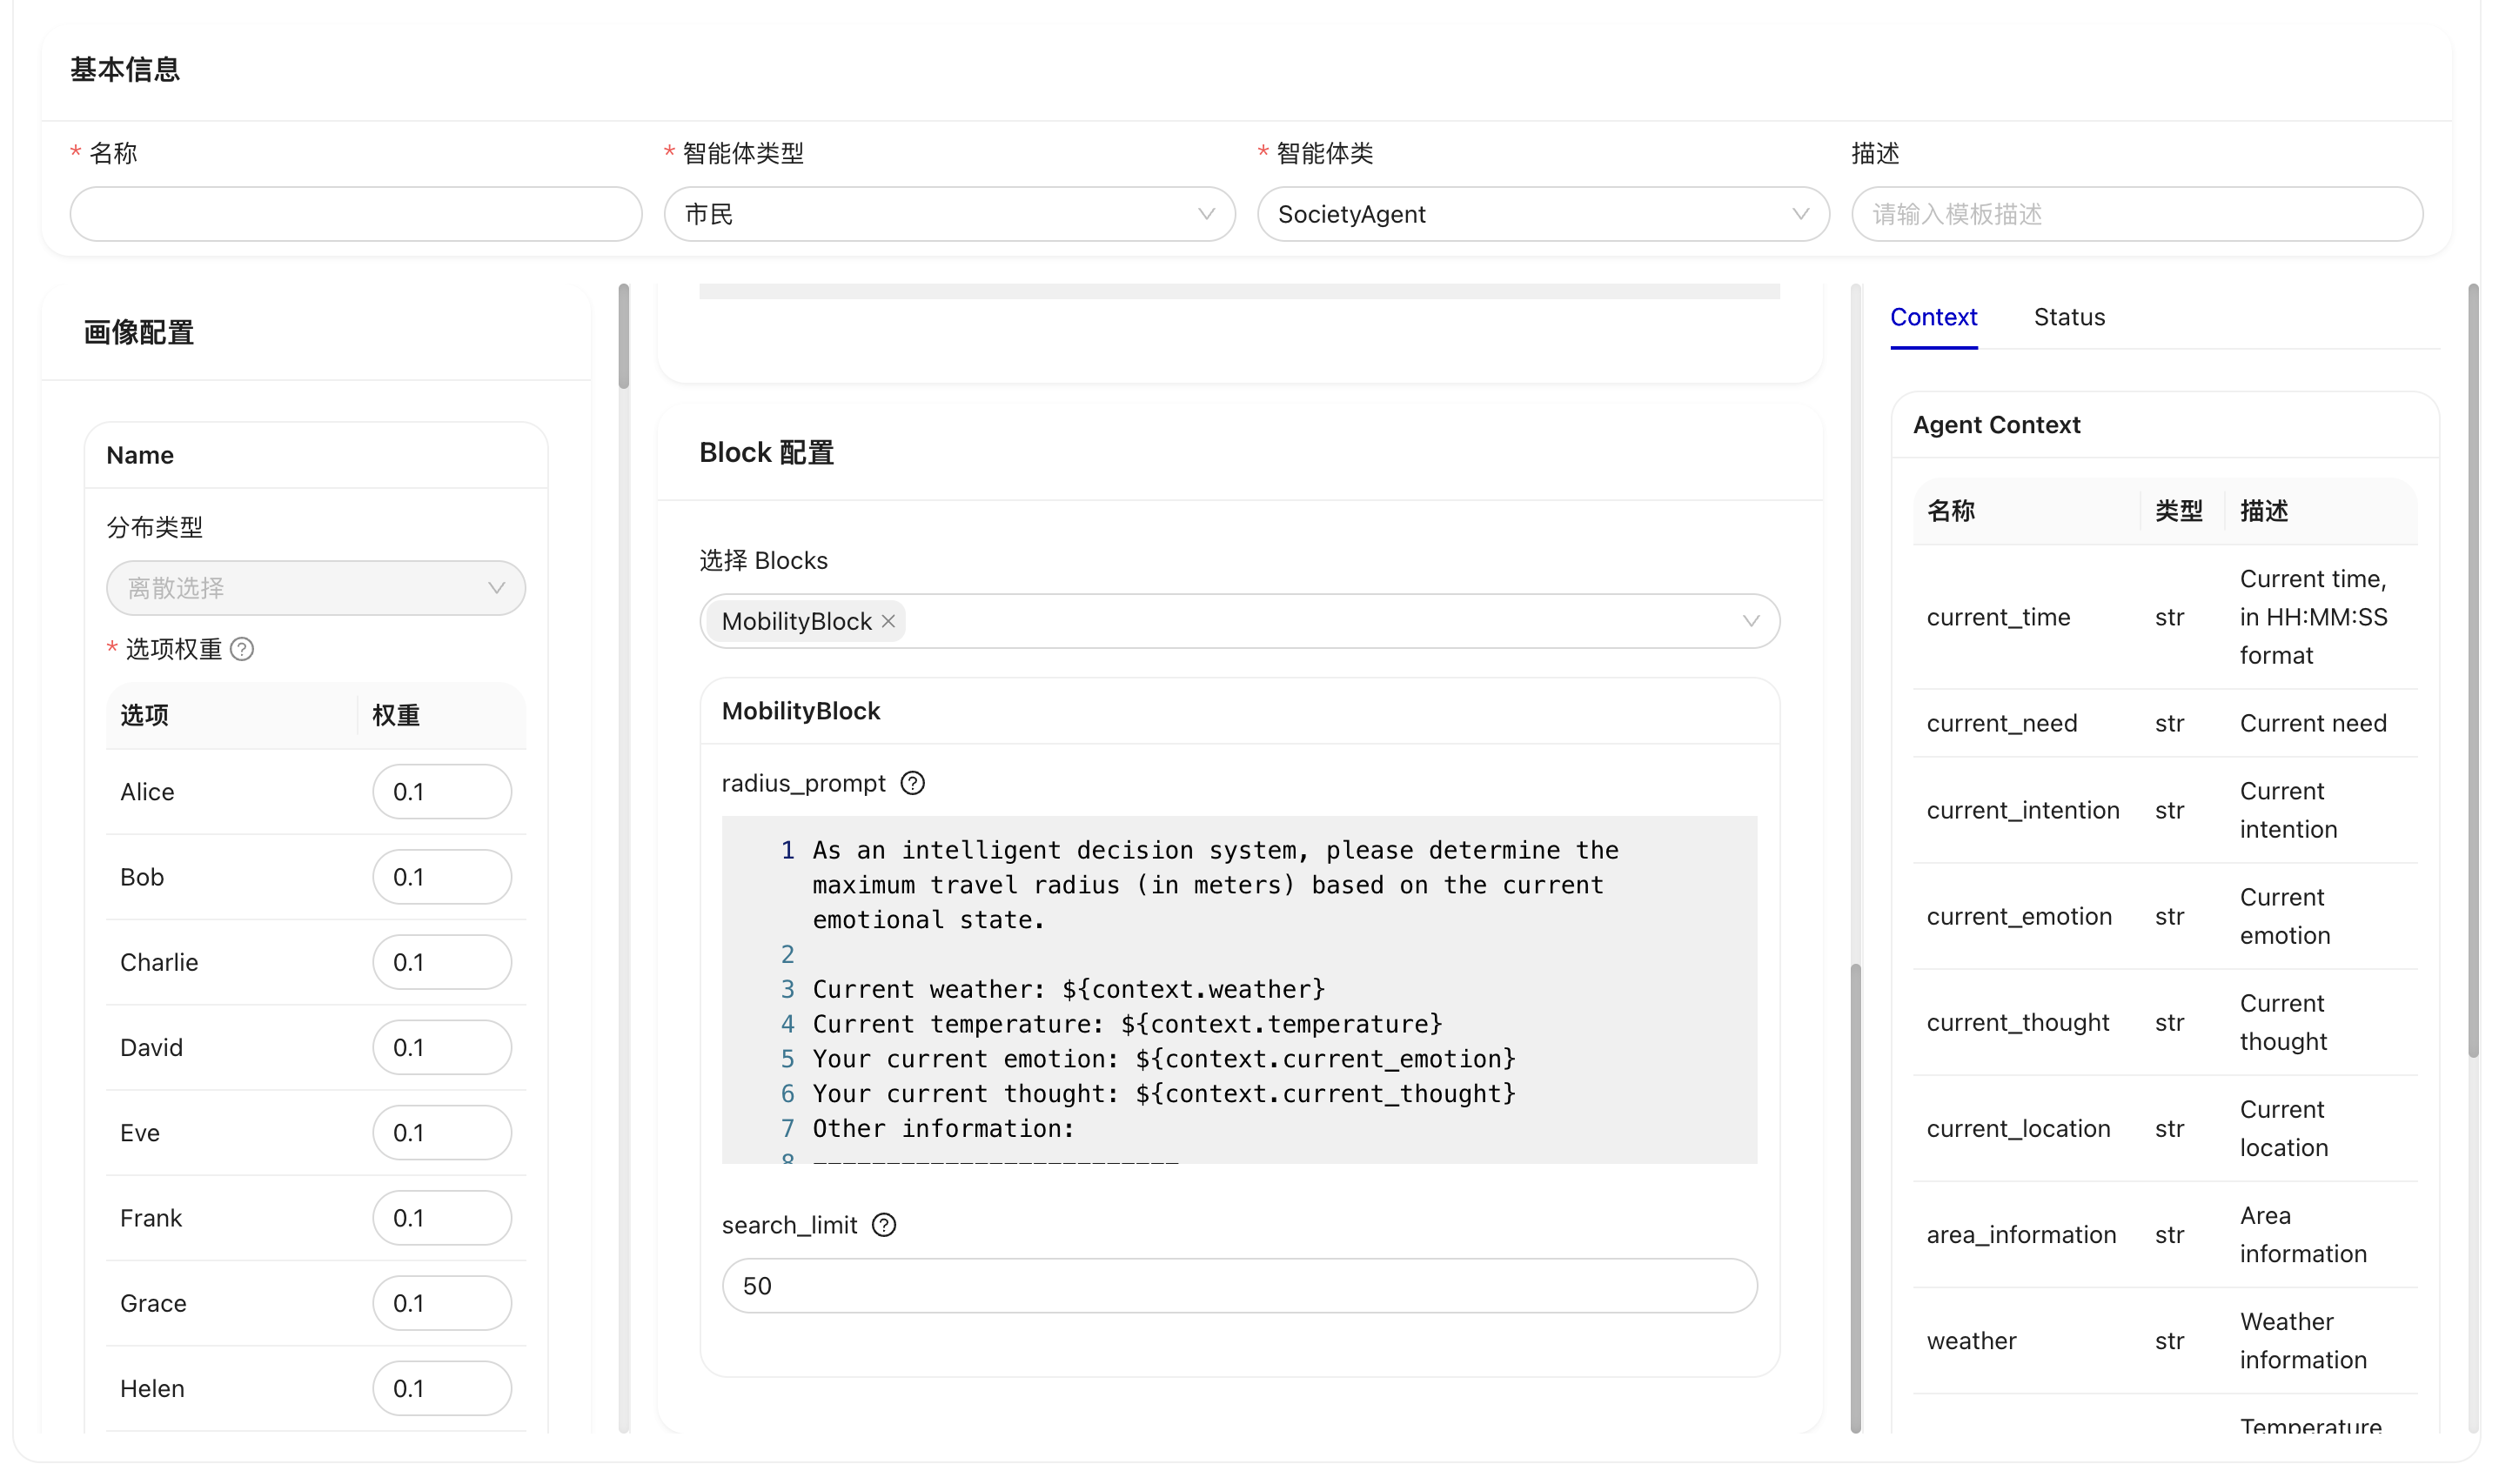 基本信息
* 名称
* 智能体类型
* 智能体类
描述
市民
SocietyAgent
请输入模板描述
画像配置
Name
分布类型
离散选择
* 选项权重
选项 权重
Alice 0.1
Bob 0.1
Charlie 0.1
David 0.1
Eve 0.1
Frank 0.1
Grace 0.1
Helen 0.1
Block 配置
选择 Blocks
MobilityBlock
MobilityBlock
radius_prompt
1 As an intelligent decision system, please determine the
maximum travel radius (in meters) based on the current
emotional state.
2
3 Current weather: ${context.weather}
4 Current temperature: ${context.temperature}
5 Your current emotion: ${context.current_emotion}
6 Your current thought: ${context.current_thought}
7 Other information:
8 -------------------------
search_limit
50
Context Status
Agent Context
名称 类型 描述
current_time str Current time,
in HH:MM:SS
format
current_need str Current need
current_intention str Current
intention
current_emotion str Current
emotion
current_thought str Current
thought
current_location str Current
location
area_information str Area
information
weather str Weather
information
Temperature